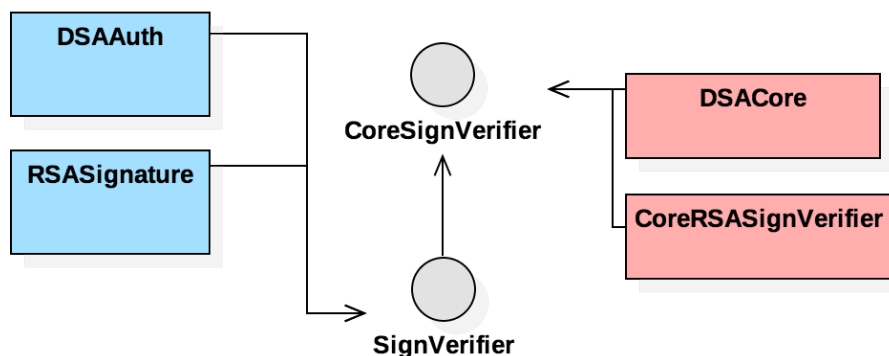 DSAAuth
CoreSignVerifier
DSACore
RSASignature
CoreRSASignVerifier
SignVerifier